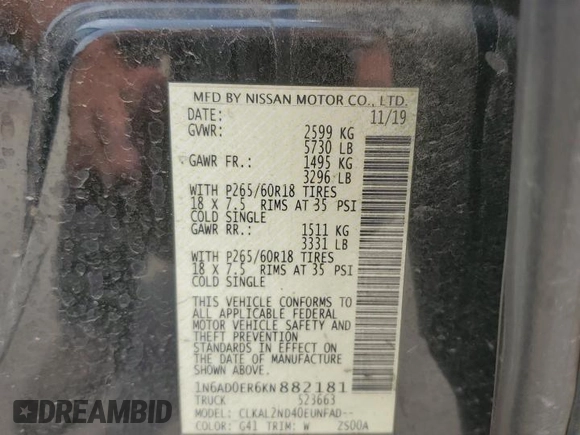 MFD BY NISSAN MOTOR CO., LTD.
DATE: 11/19
GVWR: 2599 KG
5730 LB
GAWR FR.: 1495 KG
3296 LB
WITH P265/60R18 TIRES
18 X 7.5 RIMS AT 35 PSI
COLD SINGLE
GAWR RR.: 1511 KG
3331 LB
WITH P265/60R18 TIRES
18 X 7.5 RIMS AT 35 PSI
COLD SINGLE
THIS VEHICLE CONFORMS TO
ALL APPLICABLE FEDERAL
MOTOR VEHICLE SAFETY AND
THEFT PREVENTION
STANDARDS IN EFFECT ON
THE DATE OF MANUFACTURE
SHOWN ABOVE.
1N6AD0ER6KN882181
TRUCK 523663
MODEL: CLKAL2ND40EUNFAD--
COLOR: G41 TRIM: W 2S00A
AUTOBIDMASTER